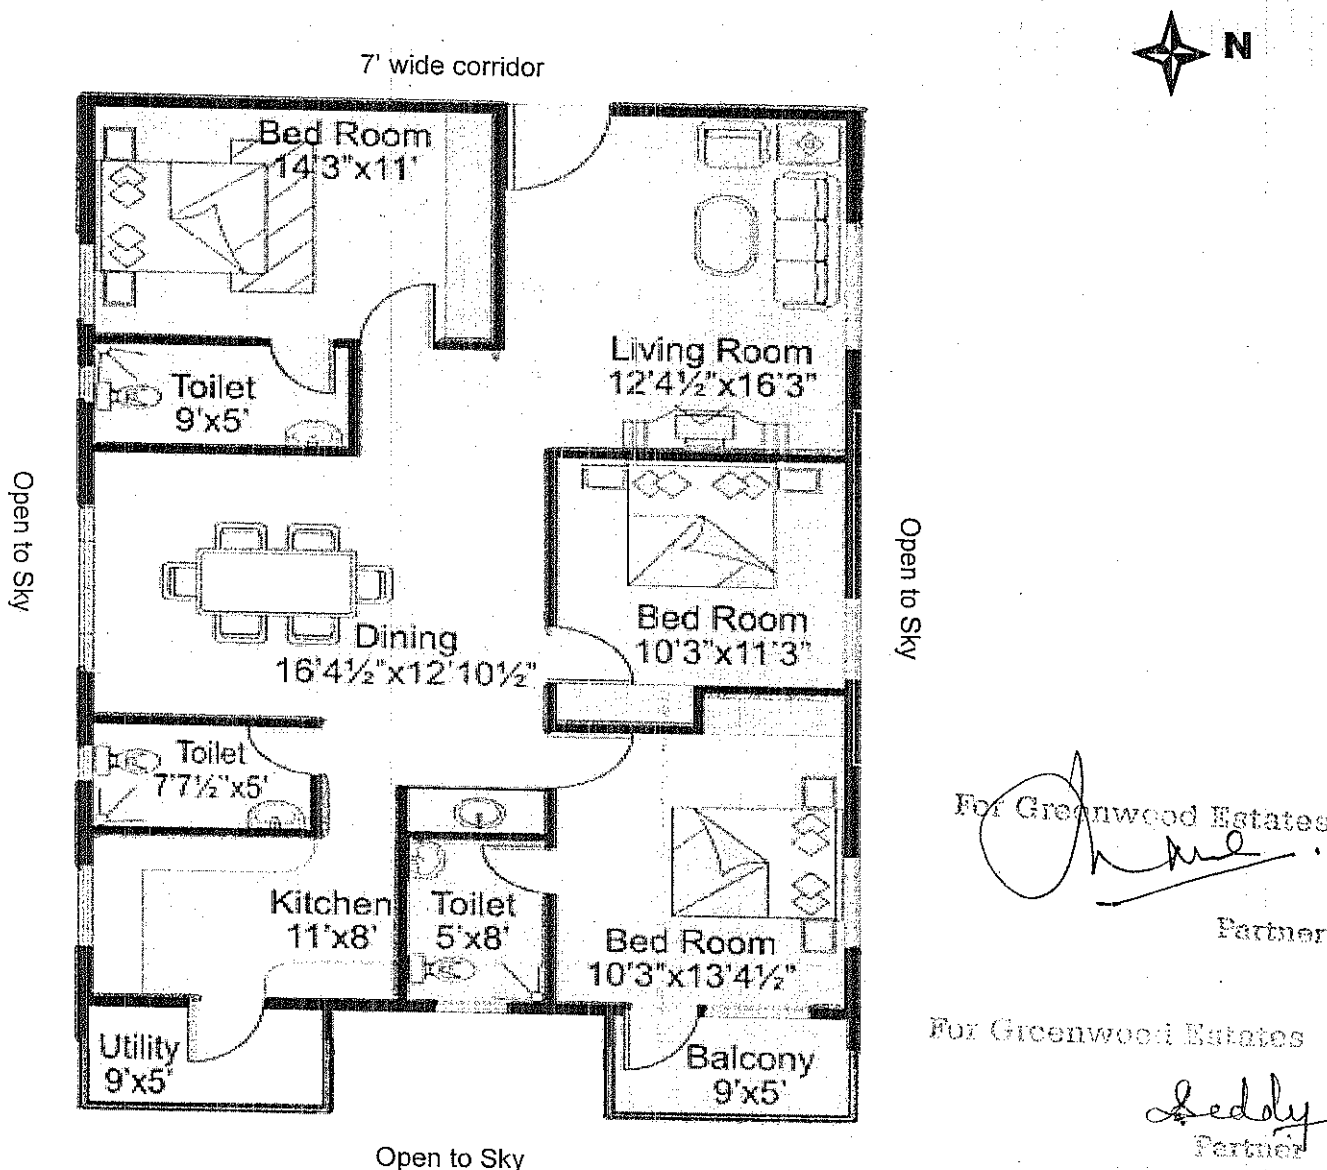 N
7' wide corridor
Bed Room
14'3"x11'
Living Room
12'4½"x16'3"
Toilet
9'x5'
Open to Sky
Open to Sky
Bed Room
10'3"x11'3"
Dining
16'4½"x12'10½"
Toilet
7'7½"x5'
Kitchen
11'x8'
Toilet
5'x8'
Bed Room
10'3"x13'4½"
Utility
9'x5'
Balcony
9'x5'
Open to Sky
For Greenwood Estates
Partner
For Greenwood Estates
Partner